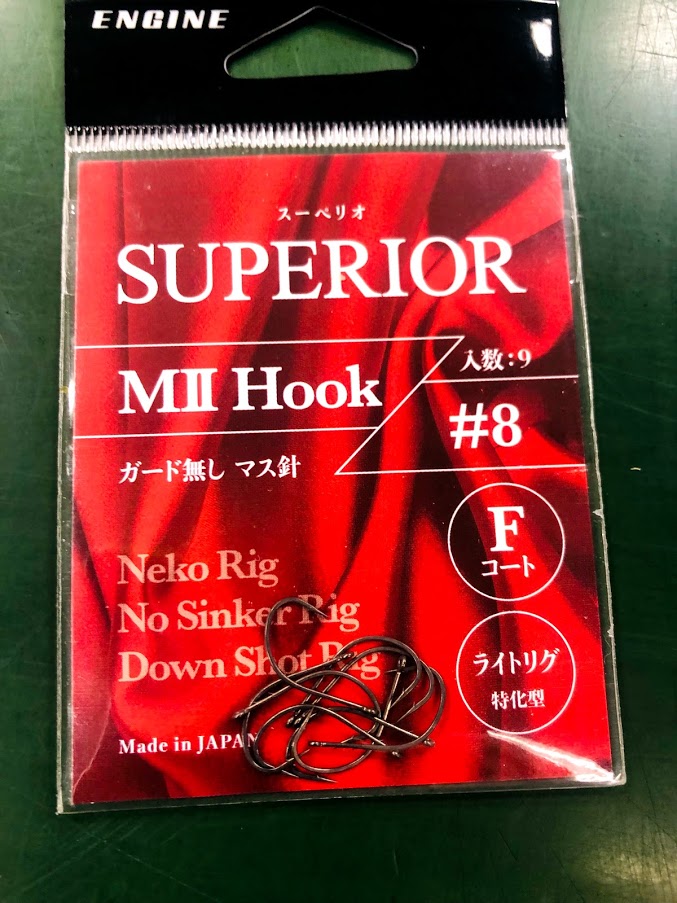 ENGINE
スーペリオ
SUPERIOR
MII Hook
入数：9
#8
ガード無し マス針
F
コート
Neko Rig
No Sinker Rig
Down Shot Rig
ライトリグ
特化型
Made in JAPAN